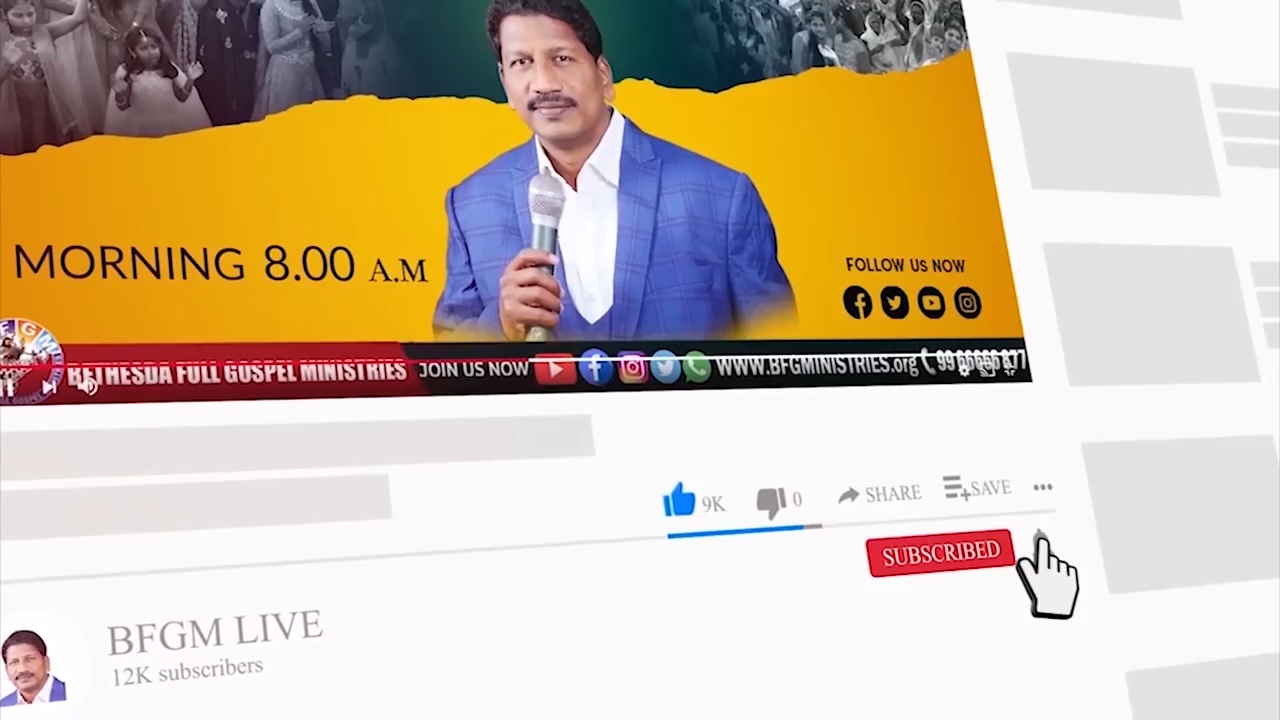 MORNING 8.00 A.M
FOLLOW US NOW
BETHESDA FULL GOSPEL MINISTRIES JOIN US NOW WWW.BFGMINISTRIES.org
9K 0 SHARE SAVE
SUBSCRIBED
BFGM LIVE
12K subscribers